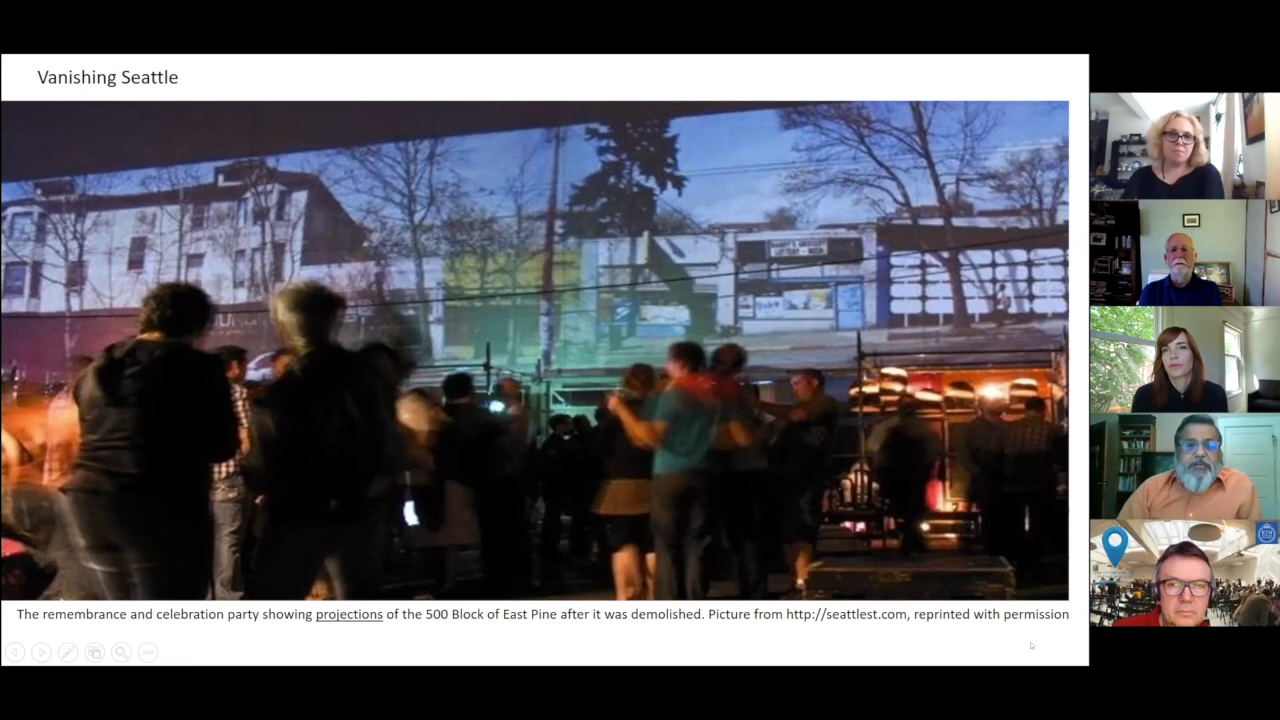 Vanishing Seattle
The remembrance and celebration party showing projections of the 500 Block of East Pine after it was demolished. Picture from http://seattlest.com, reprinted with permission
KTH